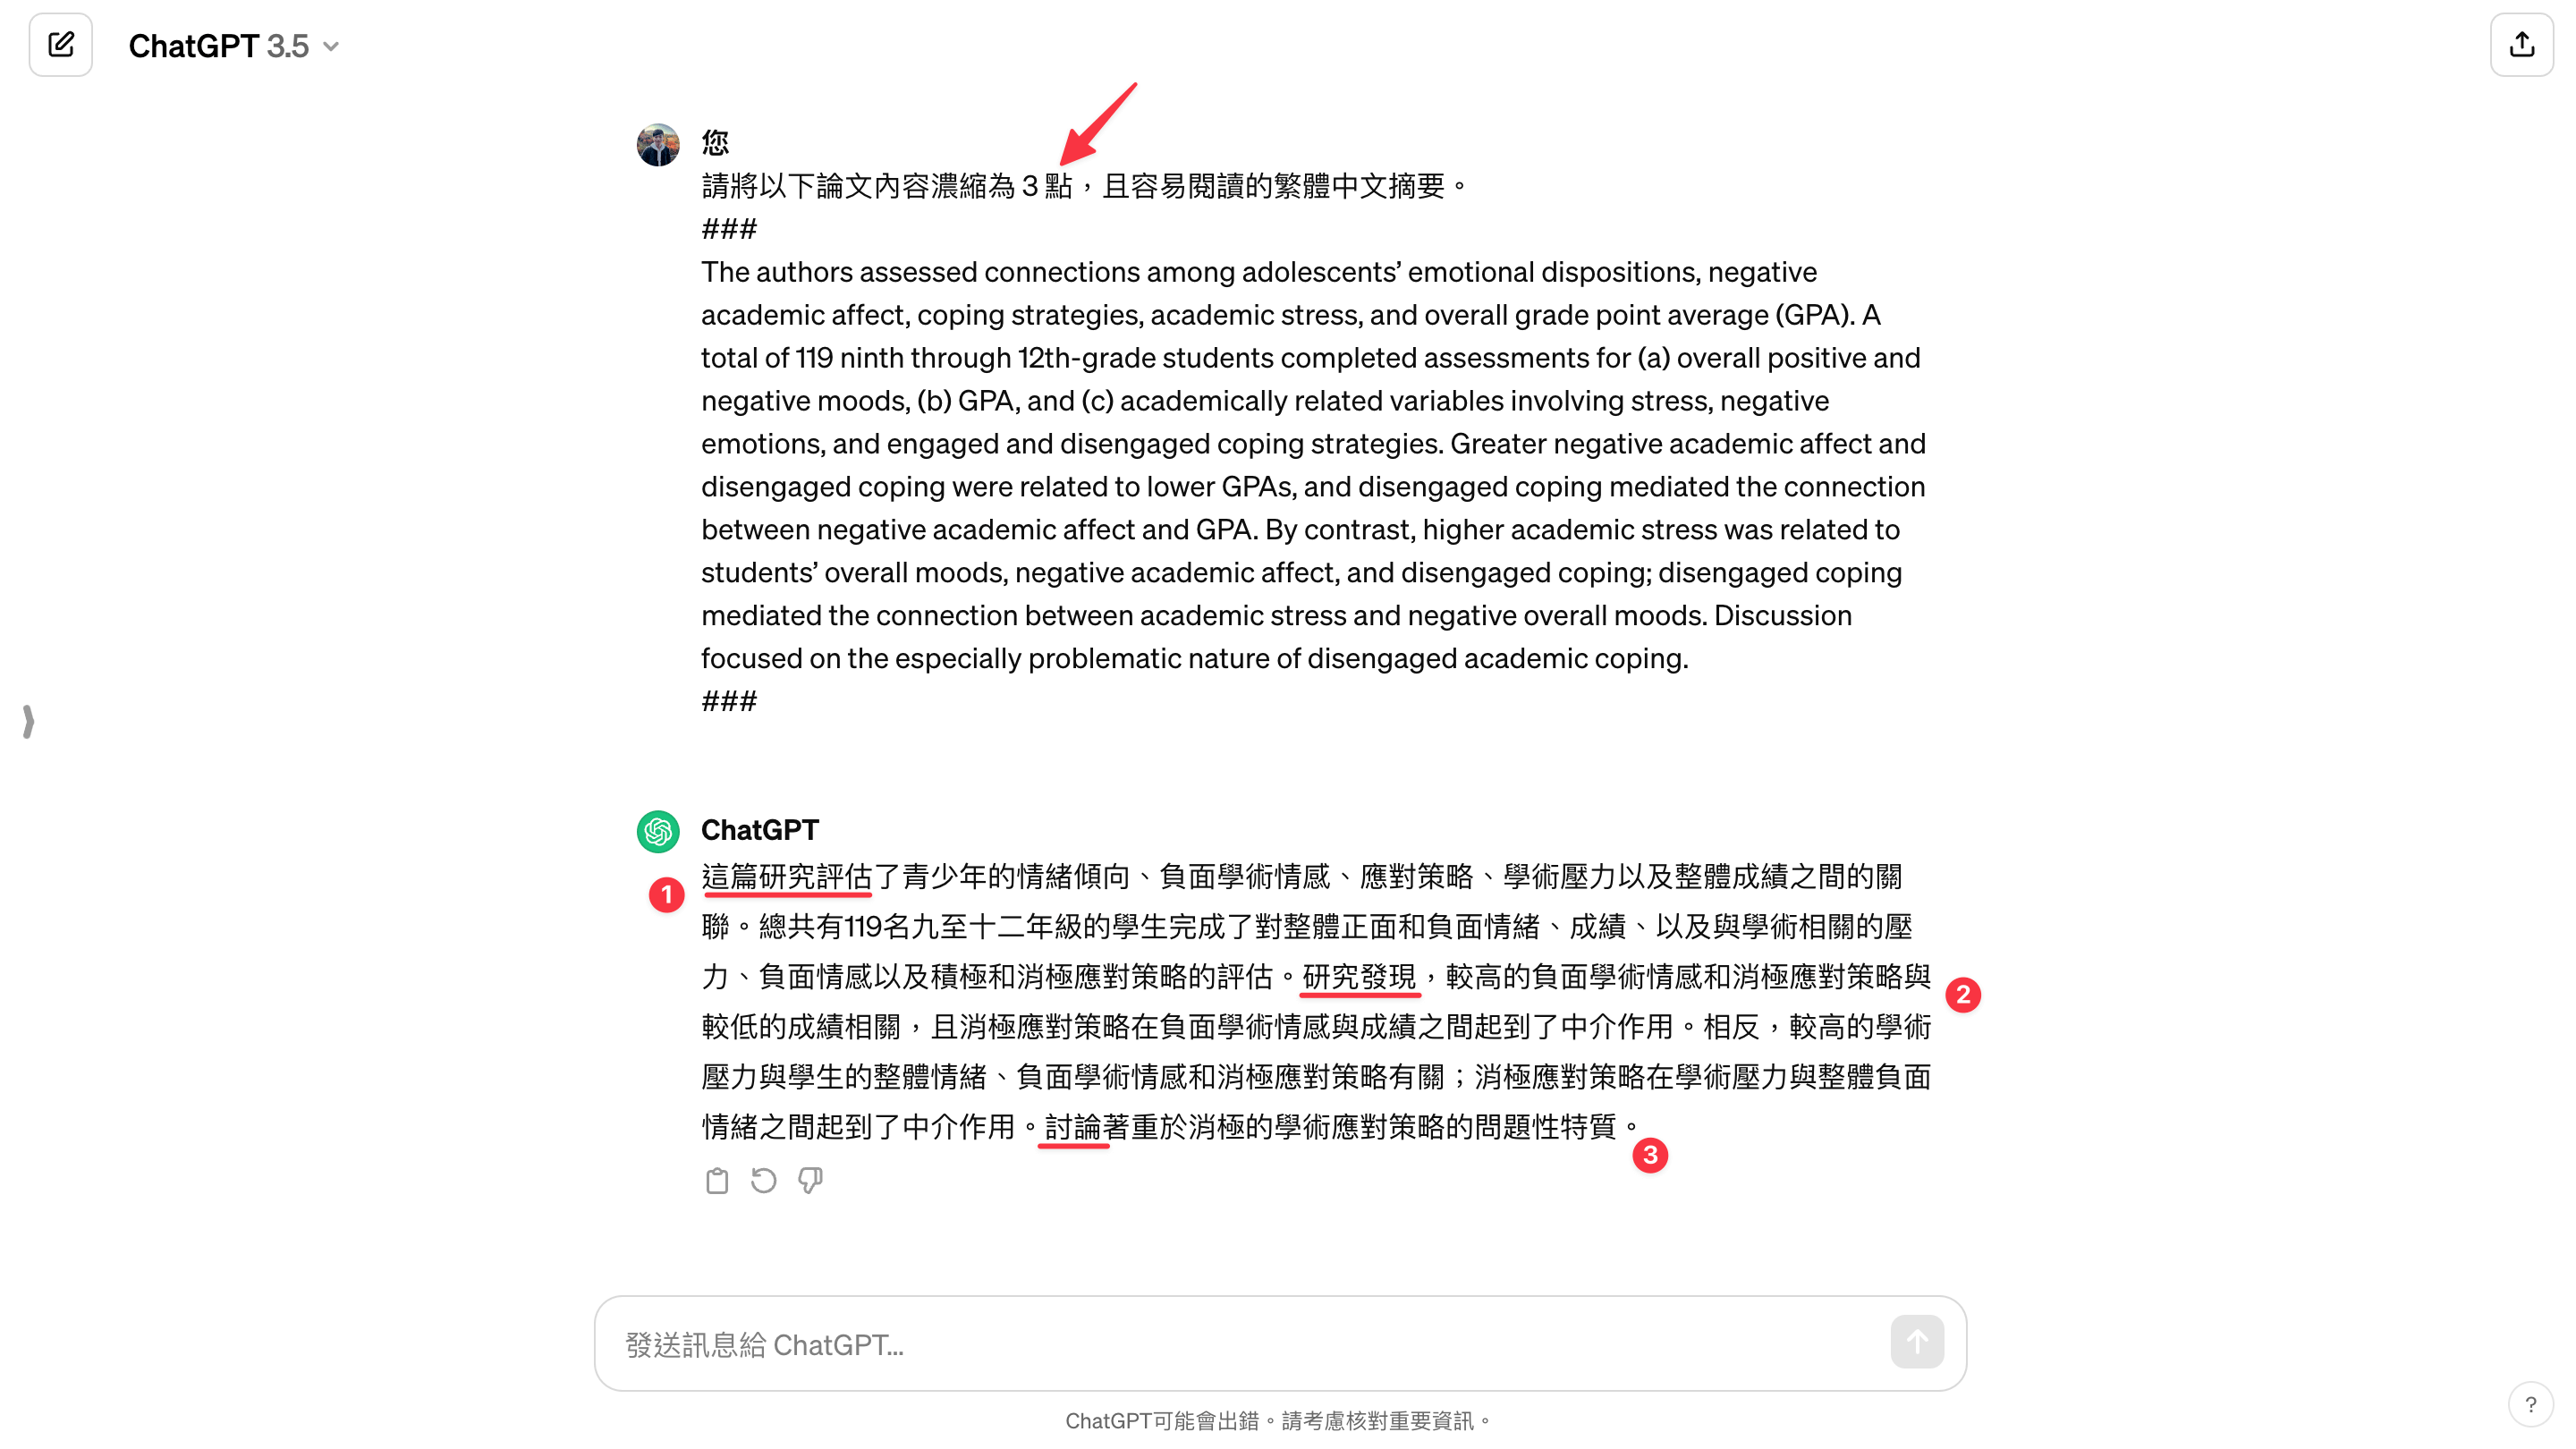 ChatGPT 3.5
您
請將以下論文內容濃縮為 3 點，且容易閱讀的繁體中文摘要。
###
The authors assessed connections among adolescents’ emotional dispositions, negative
academic affect, coping strategies, academic stress, and overall grade point average (GPA). A
total of 119 ninth through 12th-grade students completed assessments for (a) overall positive and
negative moods, (b) GPA, and (c) academically related variables involving stress, negative
emotions, and engaged and disengaged coping strategies. Greater negative academic affect and
disengaged coping were related to lower GPAs, and disengaged coping mediated the connection
between negative academic affect and GPA. By contrast, higher academic stress was related to
students’ overall moods, negative academic affect, and disengaged coping; disengaged coping
mediated the connection between academic stress and negative overall moods. Discussion
focused on the especially problematic nature of disengaged academic coping.
###
ChatGPT
1 這篇研究評估了青少年的情緒傾向、負面學術情感、應對策略、學術壓力以及整體成績之間的關
聯。總共有119名九至十二年級的學生完成了對整體正面和負面情緒、成績、以及與學術相關的壓
力、負面情感以及積極和消極應對策略的評估。研究發現，較高的負面學術情感和消極應對策略與 2
較低的成績相關，且消極應對策略在負面學術情感與成績之間起到了中介作用。相反，較高的學術
壓力與學生的整體情緒、負面學術情感和消極應對策略有關；消極應對策略在學術壓力與整體負面
情緒之間起到了中介作用。討論著重於消極的學術應對策略的問題性特質。
3
發送訊息給 ChatGPT...
ChatGPT可能會出錯。請考慮核對重要資訊。
?